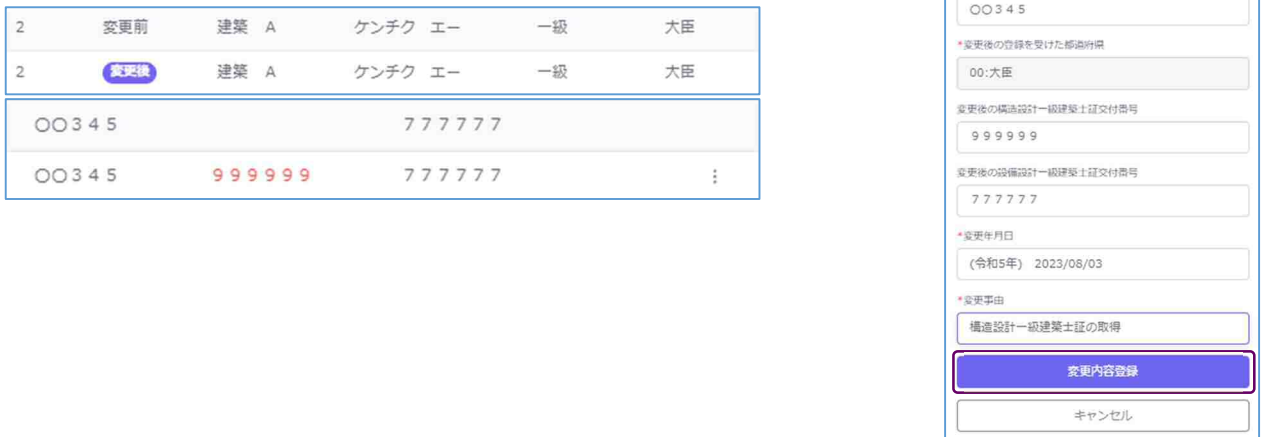 2 変更前 建築 A ケンチク エー 一級 大臣
2 変更後 建築 A ケンチク エー 一級 大臣
〇〇３４５ ７７７７７７
〇〇３４５ ９９９９９９ ７７７７７７ ⋮
〇〇３４５
*変更後の登録を受けた都道府県
00:大臣
変更後の構造設計一級建築士証交付番号
９９９９９９
変更後の設備設計一級建築士証交付番号
７７７７７７
*変更年月日
(令和5年) 2023/08/03
*変更事由
構造設計一級建築士証の取得
変更内容登録
キャンセル